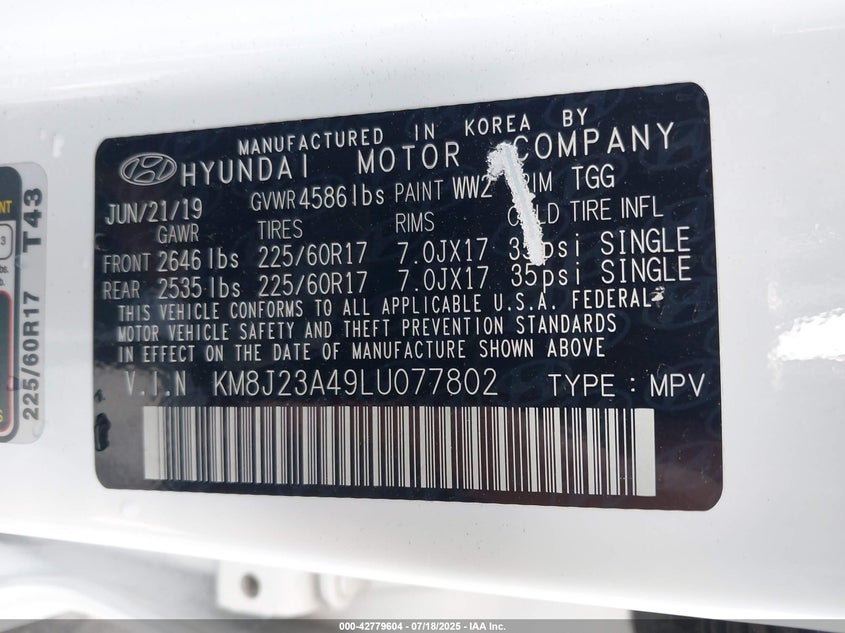 MANUFACTURED IN KOREA BY
HYUNDAI MOTOR COMPANY
JUN/21/19 GVWR 4586 lbs PAINT WW2 TGG
GAWR TIRES RIMS TIRE INFL
FRONT 2646 lbs 225/60R17 7.0JX17 SINGLE
REAR 2535 lbs 225/60R17 7.0JX17 35psi SINGLE
THIS VEHICLE CONFORMS TO ALL APPLICABLE U.S.A. FEDERAL
MOTOR VEHICLE SAFETY AND THEFT PREVENTION STANDARDS
IN EFFECT ON THE DATE OF MANUFACTURE SHOWN ABOVE
V.I.N KM8J23A49LU077802 TYPE : MPV
225/60R17 T43
000-42779604 / 07/18/2025 - IAA Inc.